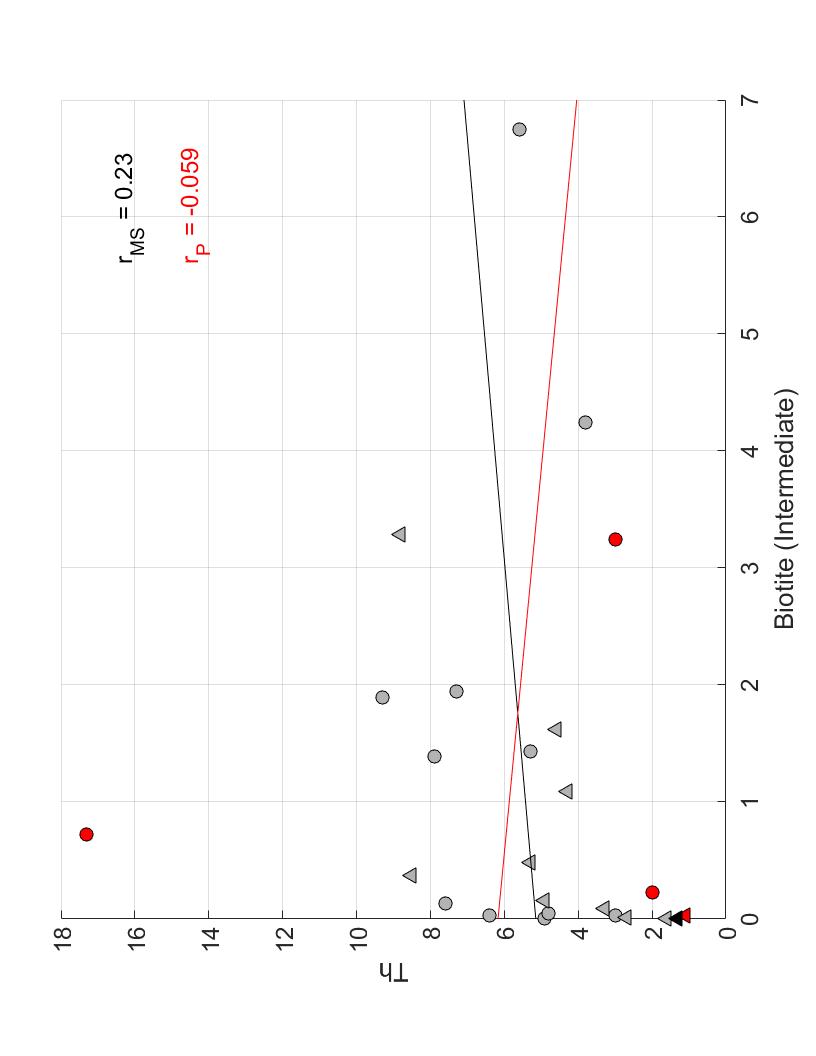 18
16
14
12
10
8
6
4
2
0
Th
r_MS = 0.23
r_P = -0.059
0 1 2 3 4 5 6 7
Biotite (Intermediate)